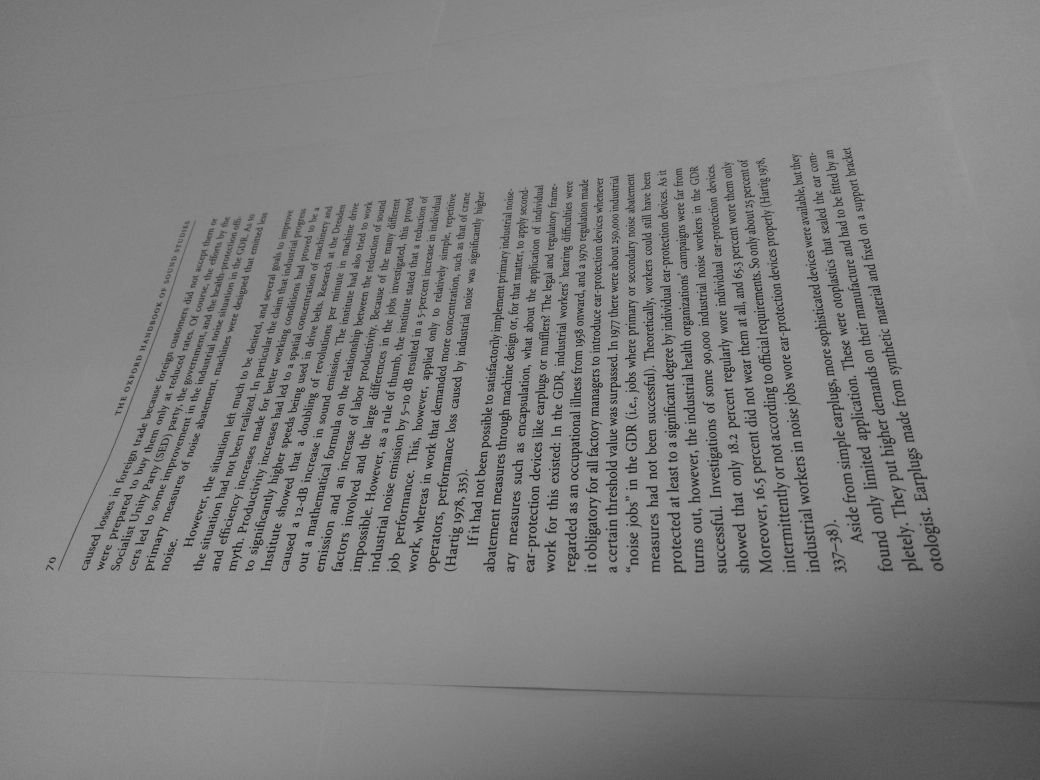 70 THE OXFORD HANDBOOK OF SOUND STUDIES
caused losses in foreign trade because foreign customers did not accept them or
were prepared to buy them only at reduced rates. Of course, the efforts by the
Socialist Unity Party (SED) party, the government, and the health-protection offi-
cers led to some improvement in the industrial noise situation in the GDR. As to
primary measures of noise abatement, machines were designed that emitted less
noise.
However, the situation left much to be desired, and several goals to improve
the situation had not been realized. In particular the claim that industrial progress
and efficiency increases made for better working conditions had proved to be a
myth. Productivity increases had led to a spatial concentration of machinery and
to significantly higher speeds being used in drive belts. Research at the Dresden
Institute showed that a doubling of revolutions per minute in machine drive
caused a 12-dB increase in sound emission. The institute had also tried to work
out a mathematical formula on the relationship between the reduction of sound
emission and an increase of labor productivity. Because of the many different
factors involved and the large differences in the jobs investigated, this proved
impossible. However, as a rule of thumb, the institute stated that a reduction of
industrial noise emission by 5–10 dB resulted in a 5-percent increase in individual
job performance. This, however, applied only to relatively simple, repetitive
work, whereas in work that demanded more concentration, such as that of crane
operators, performance loss caused by industrial noise was significantly higher
(Hartig 1978, 335).
If it had not been possible to satisfactorily implement primary industrial noise-
abatement measures through machine design or, for that matter, to apply second-
ary measures such as encapsulation, what about the application of individual
ear-protection devices like earplugs or mufflers? The legal and regulatory frame-
work for this existed: In the GDR, industrial workers' hearing difficulties were
regarded as an occupational illness from 1958 onward, and a 1970 regulation made
it obligatory for all factory managers to introduce ear-protection devices whenever
a certain threshold value was surpassed. In 1977 there were about 250,000 industrial
"noise jobs" in the GDR (i.e., jobs where primary or secondary noise abatement
measures had not been successful). Theoretically, workers could still have been
protected at least to a significant degree by individual ear-protection devices. As it
turns out, however, the industrial health organizations' campaigns were far from
successful. Investigations of some 90,000 industrial noise workers in the GDR
showed that only 18.2 percent regularly wore individual ear-protection devices.
Moreover, 16.5 percent did not wear them at all, and 65.3 percent wore them only
intermittently or not according to official requirements. So only about 25 percent of
industrial workers in noise jobs wore ear-protection devices properly (Hartig 1978,
337–38).
Aside from simple earplugs, more sophisticated devices were available, but they
found only limited application. These were otoplastics that sealed the ear com-
pletely. They put higher demands on their manufacture and had to be fitted by an
otologist. Earplugs made from synthetic material and fixed on a support bracket